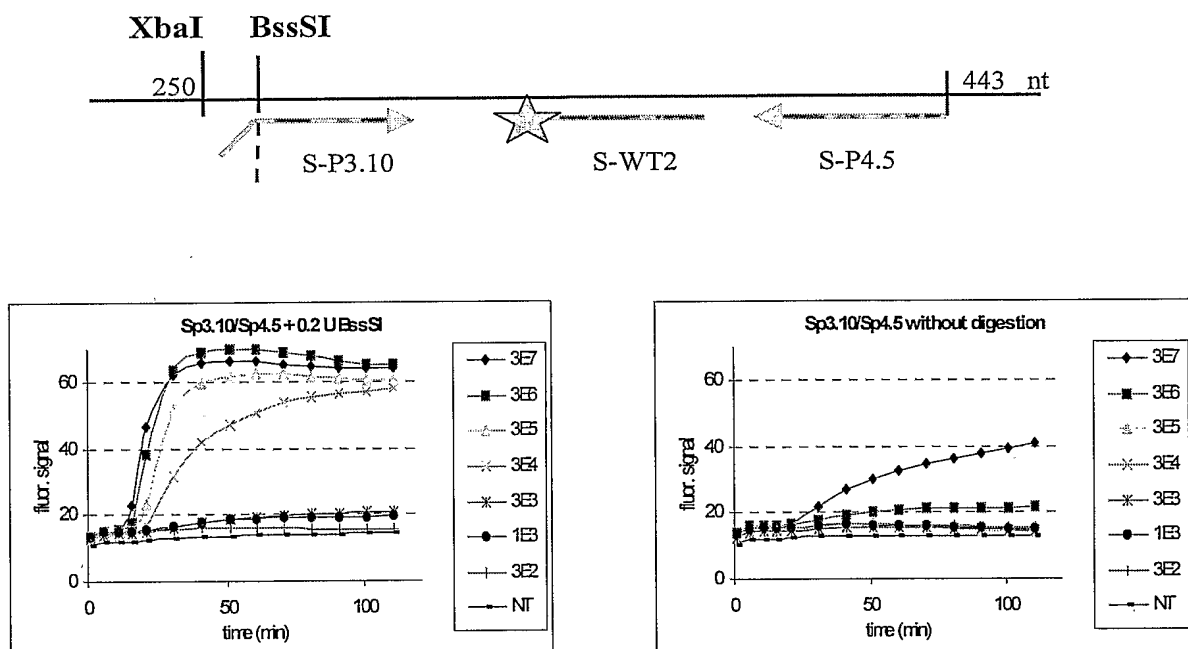 XbaI BssSI
250
443 nt
S-P3.10
S-WT2
S-P4.5
Sp3.10/Sp4.5 + 0.2 U BssSI
fluor. signal
60
40
20
0
0 50 100
time (min)
3E7
3E6
3E5
3E4
3E3
1E3
3E2
NT
Sp3.10/Sp4.5 without digestion
fluor. signal
60
40
20
0
0 50 100
time (min)
3E7
3E6
3E5
3E4
3E3
1E3
3E2
NT